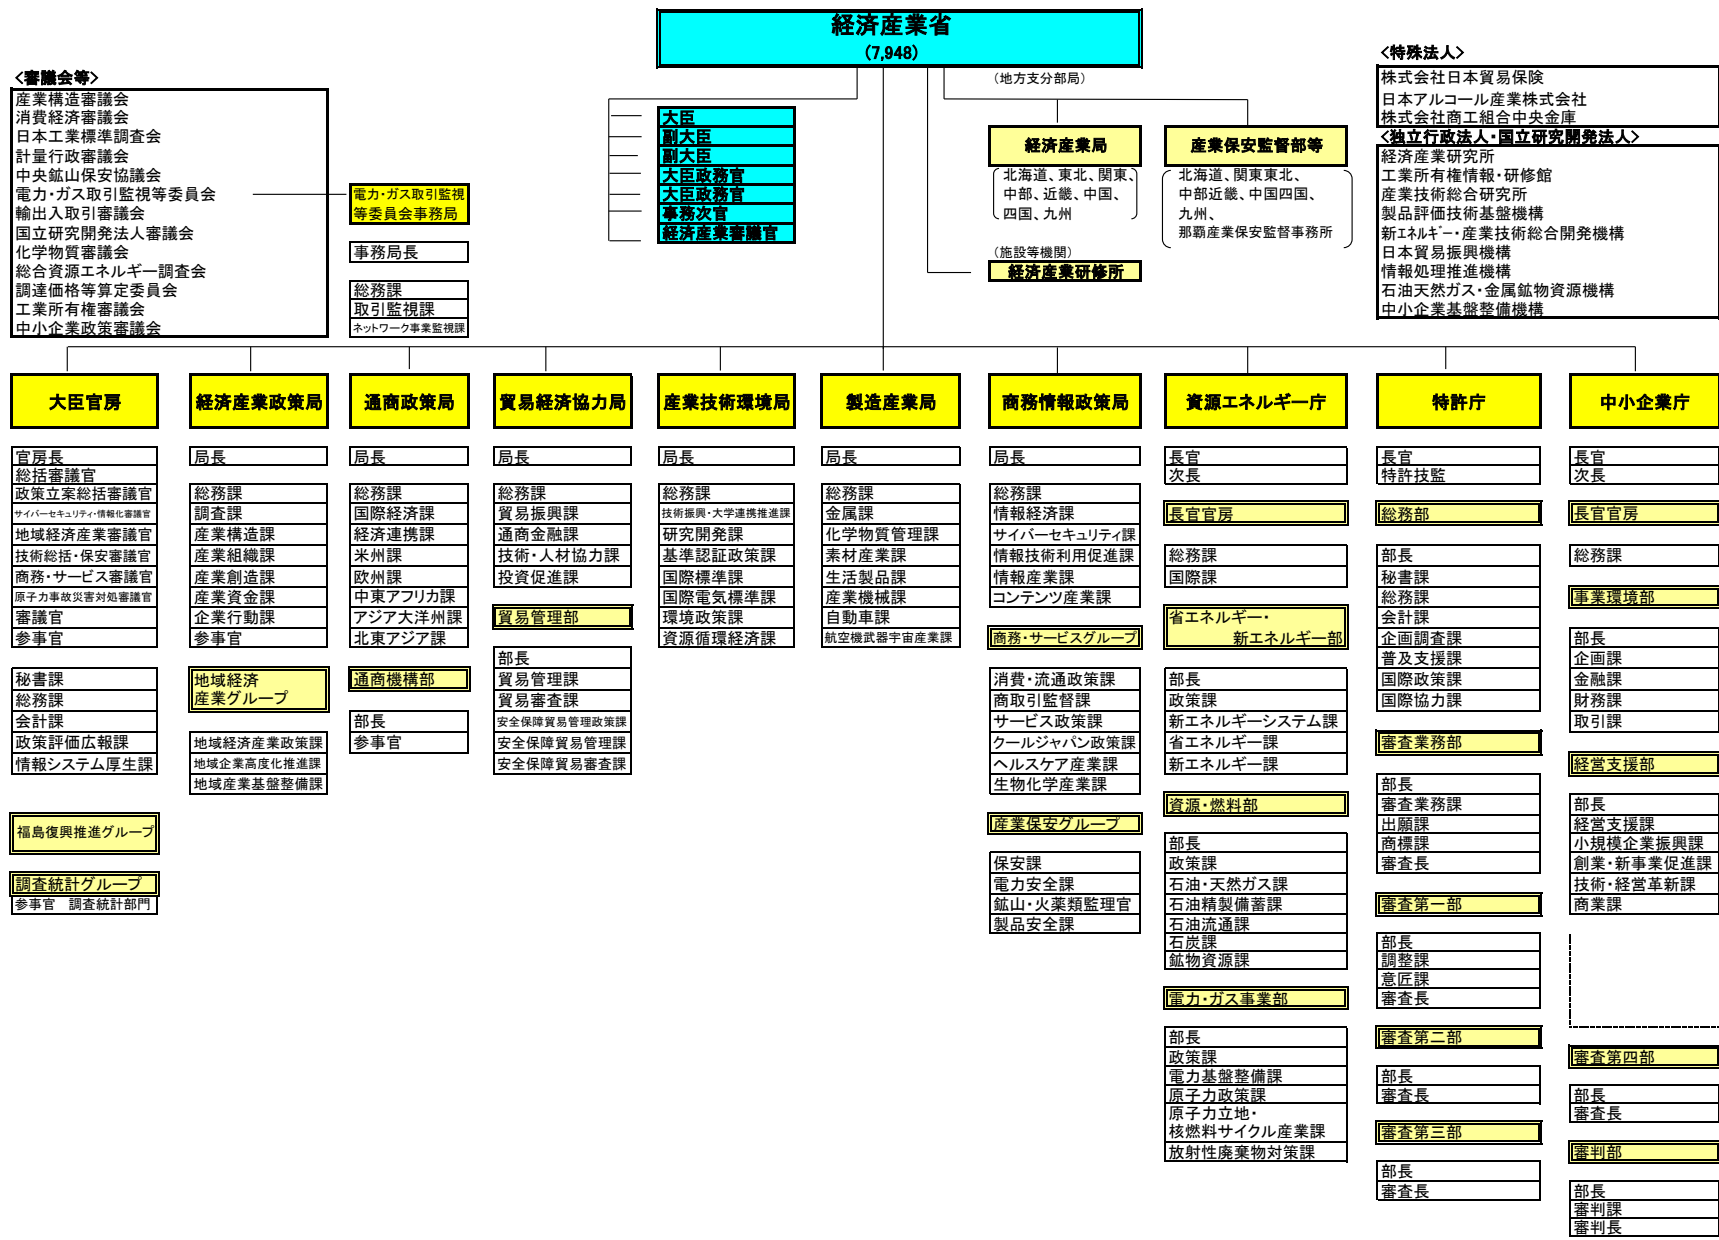 経済産業省
(7,948)
<審議会等>
産業構造審議会
消費経済審議会
日本工業標準調査会
計量行政審議会
中央鉱山保安協議会
電力・ガス取引監視等委員会
輸出入取引審議会
国立研究開発法人審議会
化学物質審議会
総合資源エネルギー調査会
調達価格等算定委員会
工業所有権審議会
中小企業政策審議会
電力・ガス取引監視
等委員会事務局
事務局長
総務課
取引監視課
ネットワーク事業監視課
大臣
副大臣
副大臣
大臣政務官
大臣政務官
事務次官
経済産業審議官
(地方支分部局)
経済産業局
北海道、東北、関東、
中部、近畿、中国、
四国、九州
産業保安監督部等
北海道、関東東北、
中部近畿、中国四国、
九州、
那覇産業保安監督事務所
(施設等機関)
経済産業研修所
<特殊法人>
株式会社日本貿易保険
日本アルコール産業株式会社
株式会社商工組合中央金庫
<独立行政法人・国立研究開発法人>
経済産業研究所
工業所有権情報・研修館
産業技術総合研究所
製品評価技術基盤機構
新エネルギー・産業技術総合開発機構
日本貿易振興機構
情報処理推進機構
石油天然ガス・金属鉱物資源機構
中小企業基盤整備機構
大臣官房
官房長
総括審議官
政策立案総括審議官
サイバーセキュリティ・情報化審議官
地域経済産業審議官
技術総括・保安審議官
商務・サービス審議官
原子力事故災害対処審議官
審議官
参事官
秘書課
総務課
会計課
政策評価広報課
情報システム厚生課
福島復興推進グループ
調査統計グループ
参事官 調査統計部門
経済産業政策局
局長
総務課
調査課
産業構造課
産業組織課
産業創造課
産業資金課
企業行動課
参事官
地域経済
産業グループ
地域経済産業政策課
地域企業高度化推進課
地域産業基盤整備課
通商政策局
局長
総務課
国際経済課
経済連携課
米州課
欧州課
中東アフリカ課
アジア大洋州課
北東アジア課
通商機構部
部長
参事官
貿易経済協力局
局長
総務課
貿易振興課
通商金融課
技術・人材協力課
投資促進課
貿易管理部
部長
貿易管理課
貿易審査課
安全保障貿易管理政策課
安全保障貿易管理課
安全保障貿易審査課
産業技術環境局
局長
総務課
技術振興・大学連携推進課
研究開発課
基準認証政策課
国際標準課
国際電気標準課
環境政策課
資源循環経済課
製造産業局
局長
総務課
金属課
化学物質管理課
素材産業課
生活製品課
産業機械課
自動車課
航空機武器宇宙産業課
商務情報政策局
局長
総務課
情報経済課
サイバーセキュリティ課
情報技術利用促進課
情報産業課
コンテンツ産業課
商務・サービスグループ
消費・流通政策課
商取引監督課
サービス政策課
クールジャパン政策課
ヘルスケア産業課
生物化学産業課
産業保安グループ
保安課
電力安全課
鉱山・火薬類監理官
製品安全課
資源エネルギー庁
長官
次長
長官官房
総務課
国際課
省エネルギー・
新エネルギー部
部長
政策課
新エネルギーシステム課
省エネルギー課
新エネルギー課
資源・燃料部
部長
政策課
石油・天然ガス課
石油精製備蓄課
石油流通課
石炭課
鉱物資源課
電力・ガス事業部
部長
政策課
電力基盤整備課
原子力政策課
原子力立地・
核燃料サイクル産業課
放射性廃棄物対策課
特許庁
長官
特許技監
総務部
部長
秘書課
総務課
会計課
企画調査課
普及支援課
国際政策課
国際協力課
審査業務部
部長
審査業務課
出願課
商標課
審査長
審査第一部
部長
調整課
意匠課
審査長
審査第二部
部長
審査長
審査第三部
部長
審査長
中小企業庁
長官
次長
長官官房
総務課
事業環境部
部長
企画課
金融課
財務課
取引課
経営支援部
部長
経営支援課
小規模企業振興課
創業・新事業促進課
技術・経営革新課
商業課
審査第四部
部長
審査長
審判部
部長
審判課
審判長